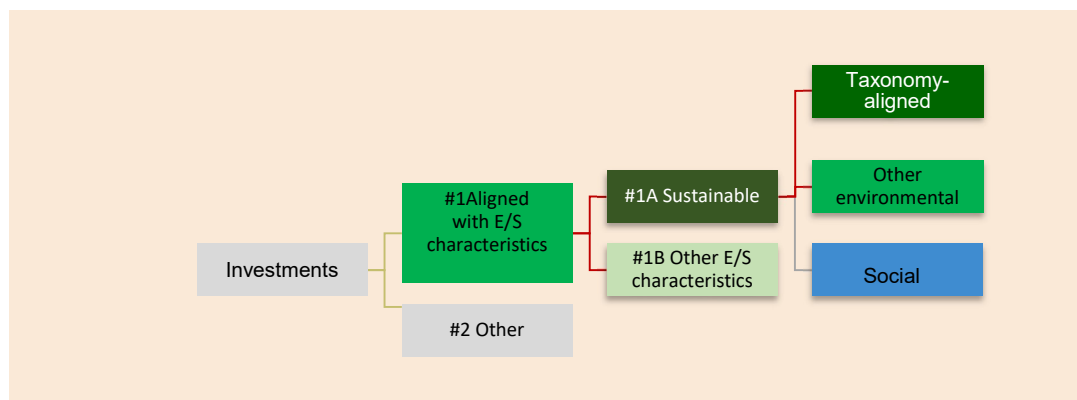 Investments
#1Aligned
with E/S
characteristics
#2 Other
#1A Sustainable
#1B Other E/S
characteristics
Taxonomy-
aligned
Other
environmental
Social